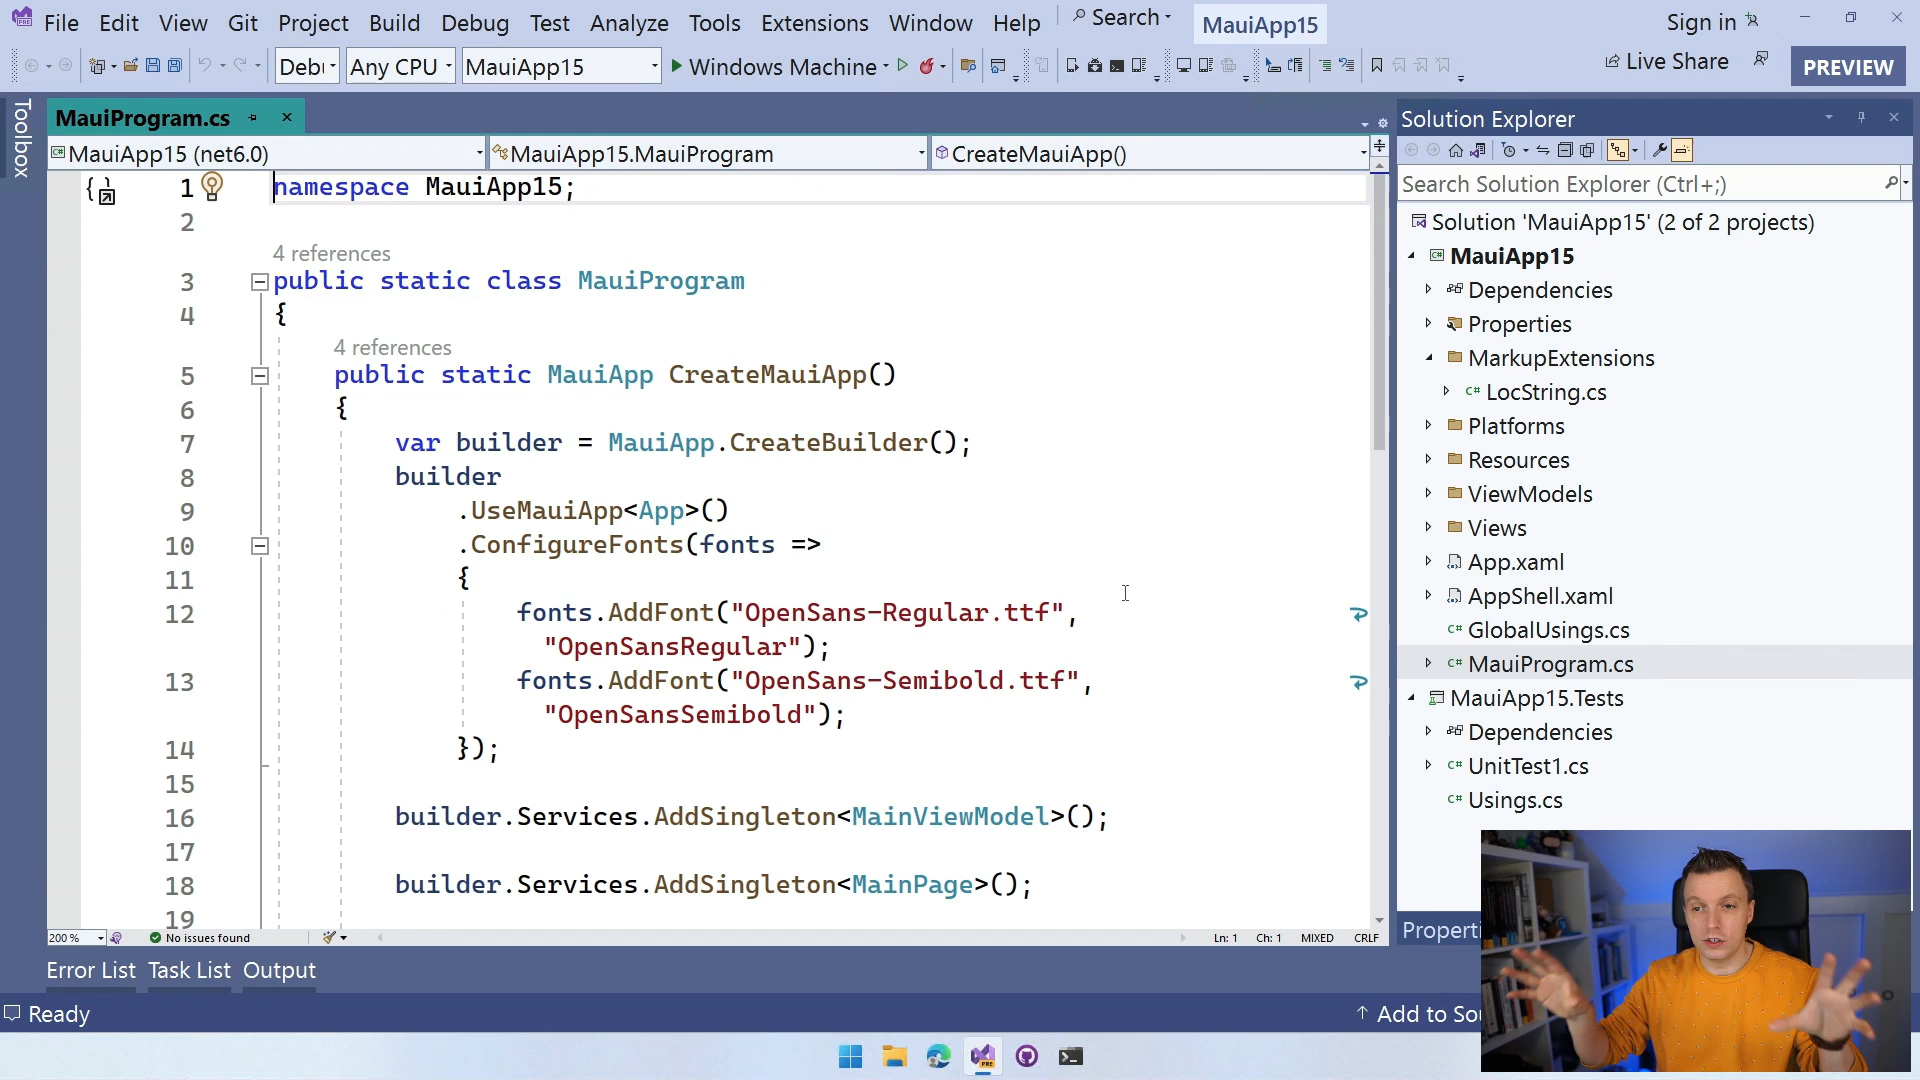 File Edit View Git Project Build Debug Test Analyze Tools Extensions Window Help Search MauiApp15 Sign in
Debu Any CPU MauiApp15 Windows Machine Live Share PREVIEW
Toolbox
MauiProgram.cs
MauiApp15 (net6.0) MauiApp15.MauiProgram CreateMauiApp()
1 namespace MauiApp15;
2
4 references
3 public static class MauiProgram
4 {
4 references
5 public static MauiApp CreateMauiApp()
6 {
7 var builder = MauiApp.CreateBuilder();
8 builder
9 .UseMauiApp<App>()
10 .ConfigureFonts(fonts =>
11 {
12 fonts.AddFont("OpenSans-Regular.ttf",
"OpenSansRegular");
13 fonts.AddFont("OpenSans-Semibold.ttf",
"OpenSansSemibold");
14 });
15
16 builder.Services.AddSingleton<MainViewModel>();
17
18 builder.Services.AddSingleton<MainPage>();
19
200 % No issues found Ln: 1 Ch: 1 MIXED CRLF
Solution Explorer
Search Solution Explorer (Ctrl+;)
Solution 'MauiApp15' (2 of 2 projects)
MauiApp15
Dependencies
Properties
MarkupExtensions
C# LocString.cs
Platforms
Resources
ViewModels
Views
App.xaml
AppShell.xaml
C# GlobalUsings.cs
C# MauiProgram.cs
MauiApp15.Tests
Dependencies
C# UnitTest1.cs
C# Usings.cs
Properti
Error List Task List Output
Ready Add to Sou
PRE